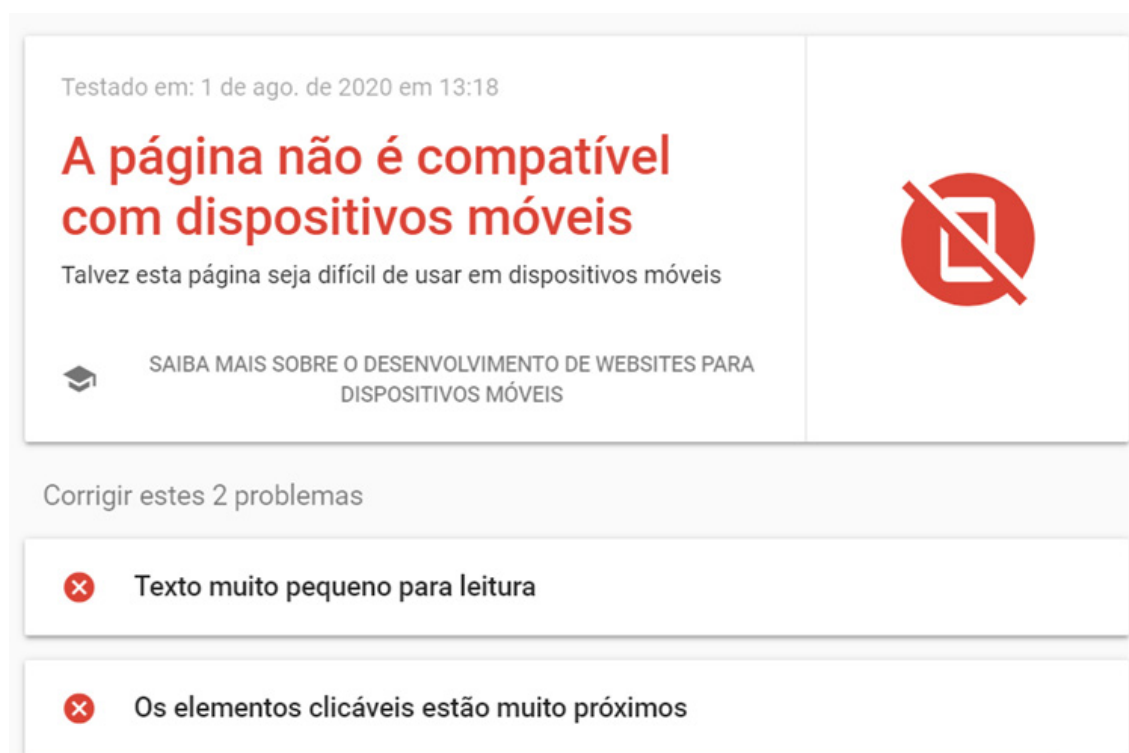 Testado em: 1 de ago. de 2020 em 13:18
A página não é compatível
com dispositivos móveis
Talvez esta página seja difícil de usar em dispositivos móveis
SAIBA MAIS SOBRE O DESENVOLVIMENTO DE WEBSITES PARA
DISPOSITIVOS MÓVEIS
Corrigir estes 2 problemas
Texto muito pequeno para leitura
Os elementos clicáveis estão muito próximos